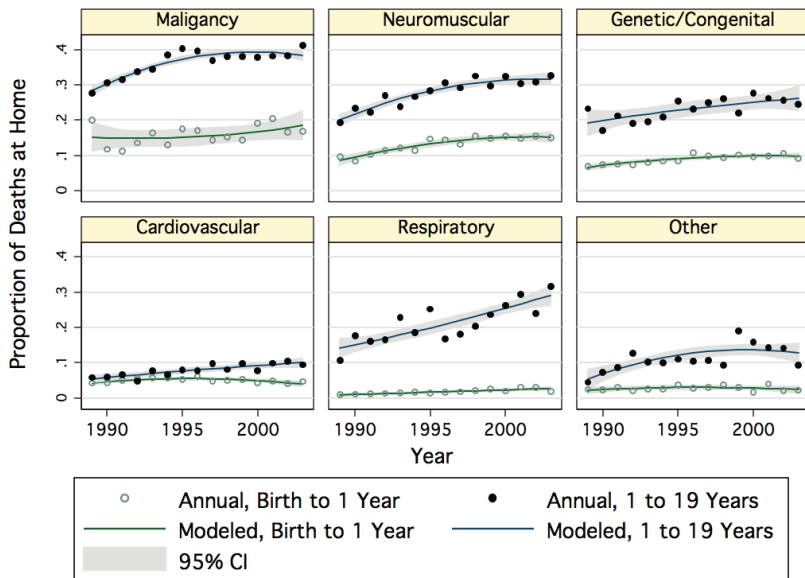 Maligancy
Neuromuscular
Genetic/Congenital
.4
.3
.2
.1
0
Cardiovascular
Respiratory
Other
.4
.3
.2
.1
0
Proportion of Deaths at Home
1990 1995 2000
1990 1995 2000
1990 1995 2000
Year
Annual, Birth to 1 Year
Annual, 1 to 19 Years
Modeled, Birth to 1 Year
Modeled, 1 to 19 Years
95% CI